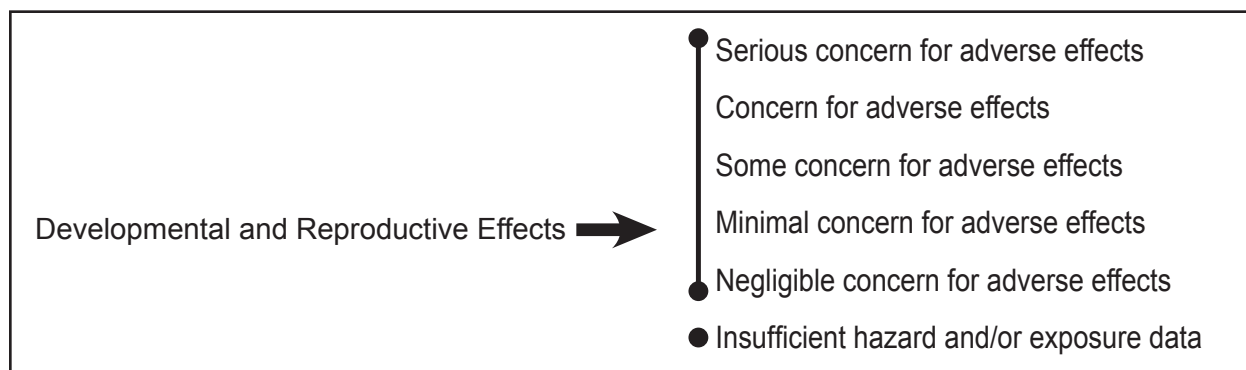 Serious concern for adverse effects
Concern for adverse effects
Some concern for adverse effects
Developmental and Reproductive Effects
Minimal concern for adverse effects
Negligible concern for adverse effects
Insufficient hazard and/or exposure data